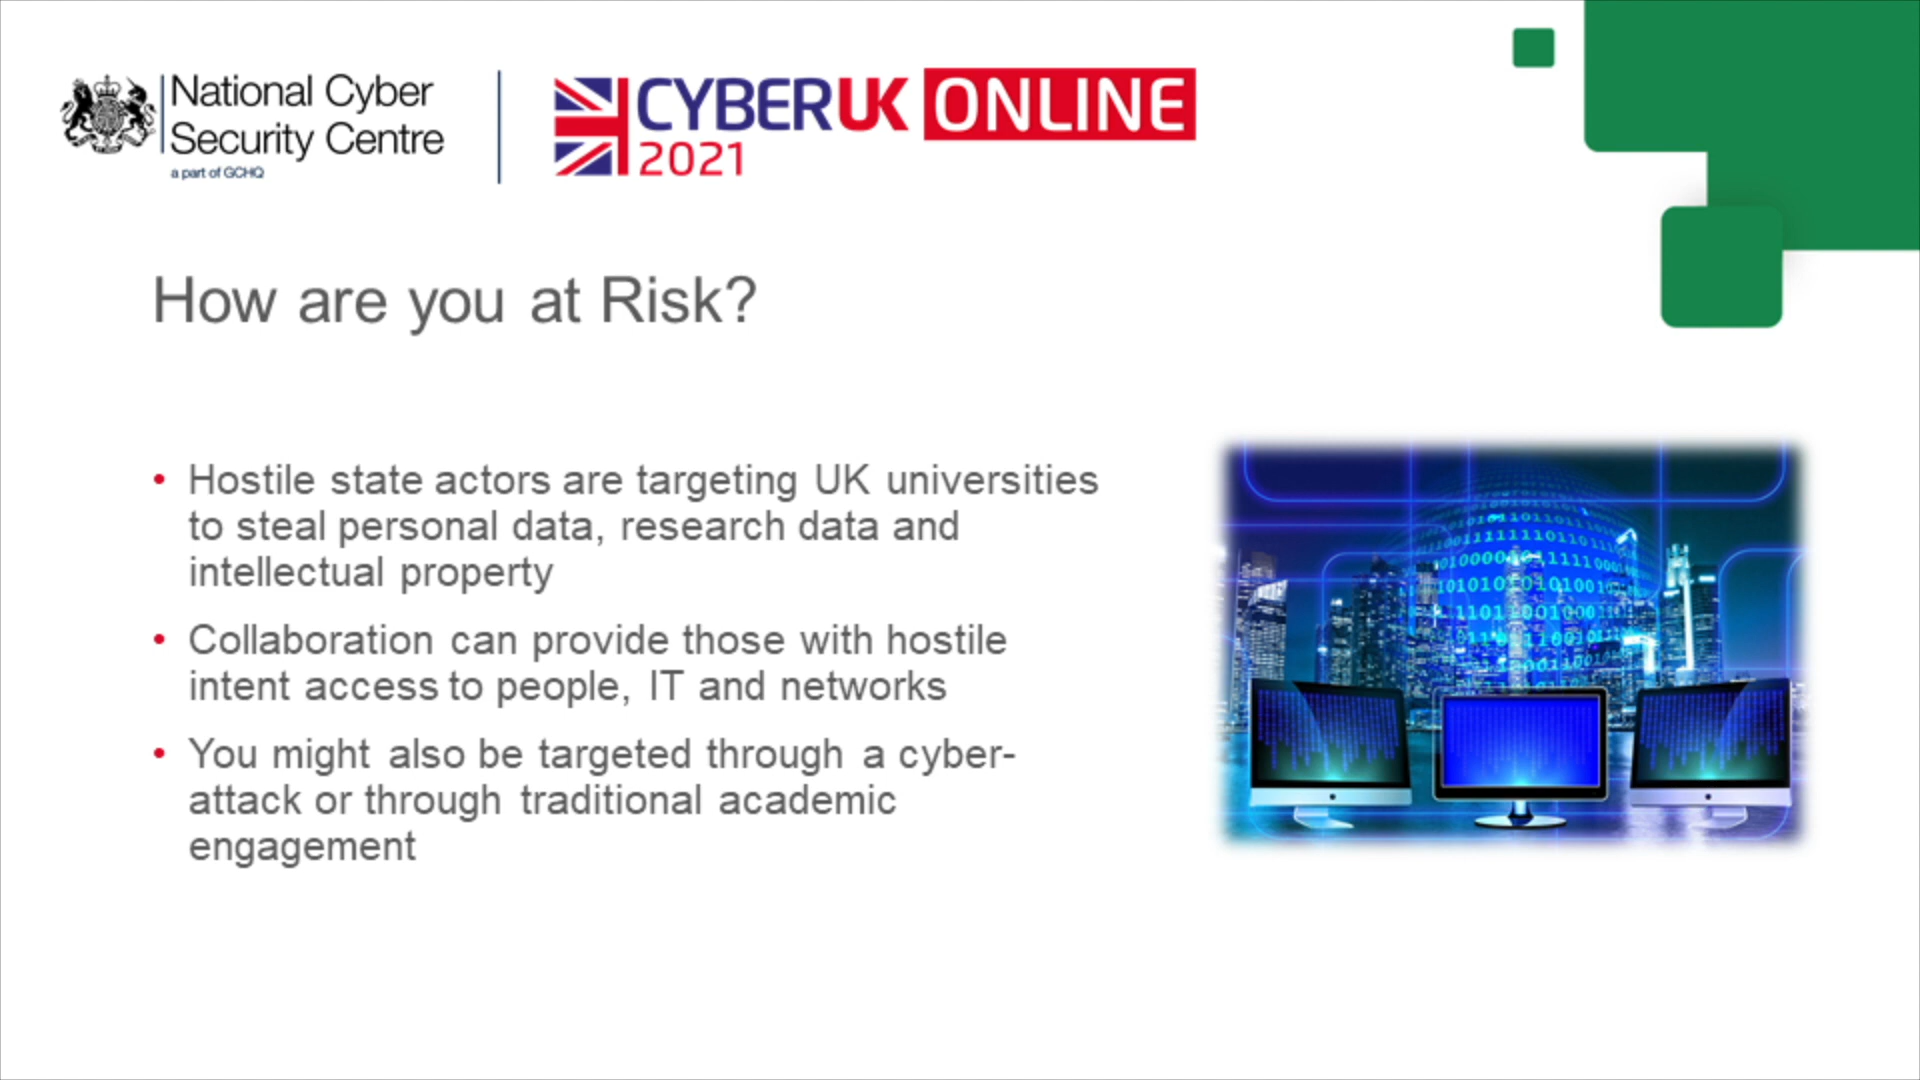 National Cyber
Security Centre
a part of GCHQ
CYBERUK ONLINE
2021
How are you at Risk?
• Hostile state actors are targeting UK universities
to steal personal data, research data and
intellectual property
• Collaboration can provide those with hostile
intent access to people, IT and networks
• You might also be targeted through a cyber-
attack or through traditional academic
engagement